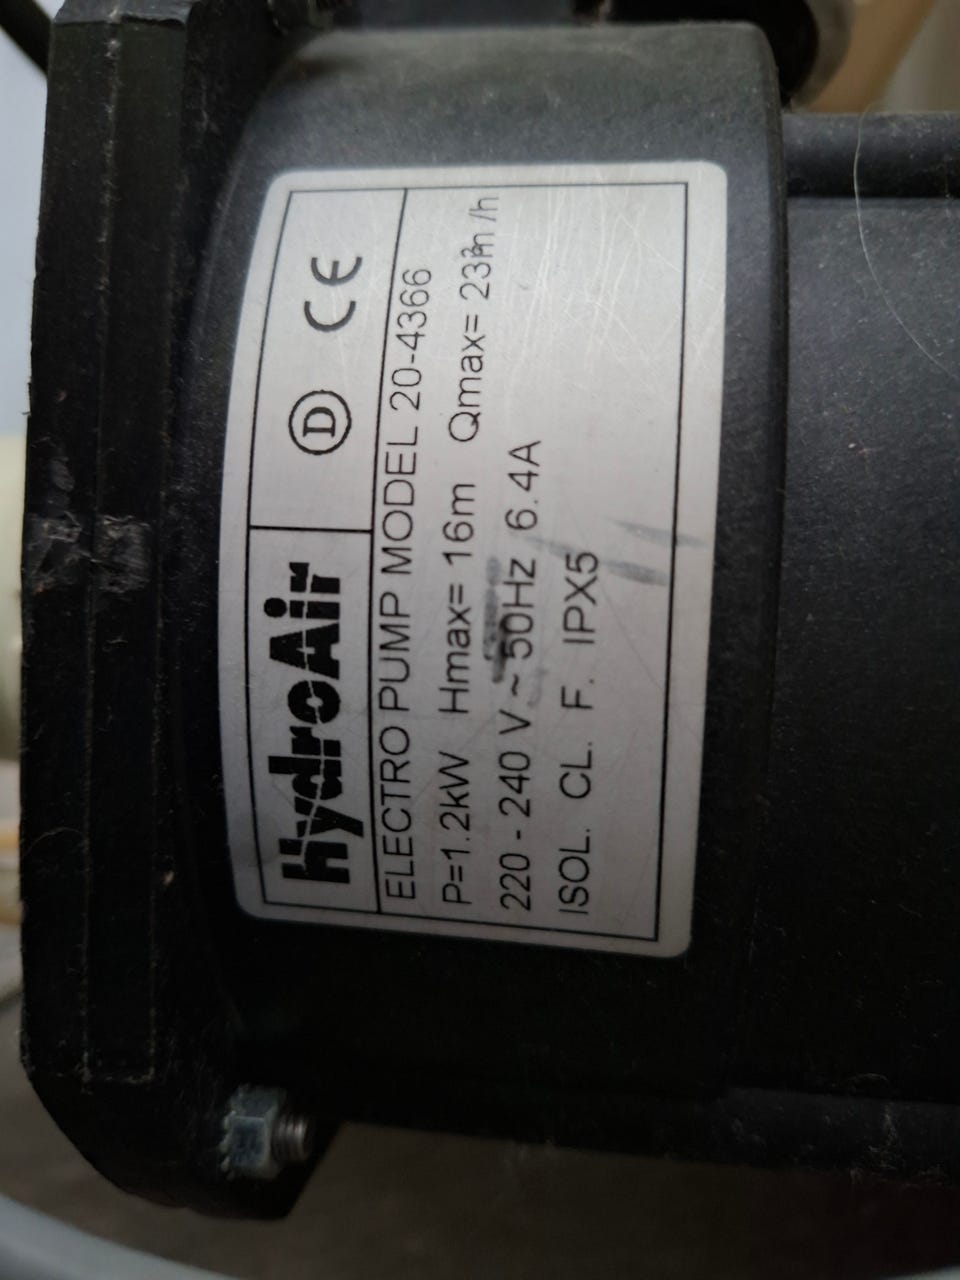 HydroAir D CE
ELECTRO PUMP MODEL 20-4366
P=1.2kW Hmax= 16m Qmax= 23m³/h
220 - 240 V ~ 50Hz 6.4A
ISOL. CL. F. IPX5